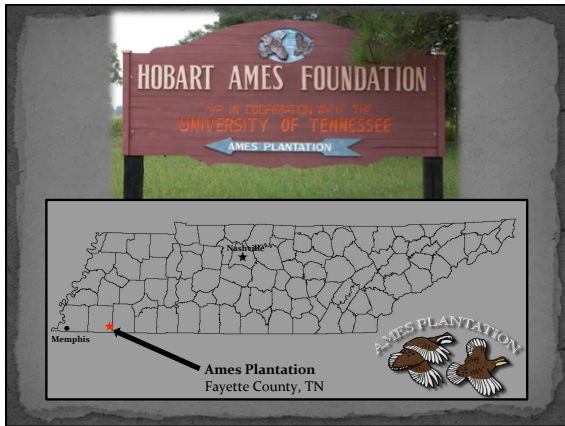 HOBART AMES FOUNDATION
IN COOPERATION WITH THE
UNIVERSITY OF TENNESSEE
AMES PLANTATION
Nashville
Memphis
AMES PLANTATION
Ames Plantation
Fayette County, TN